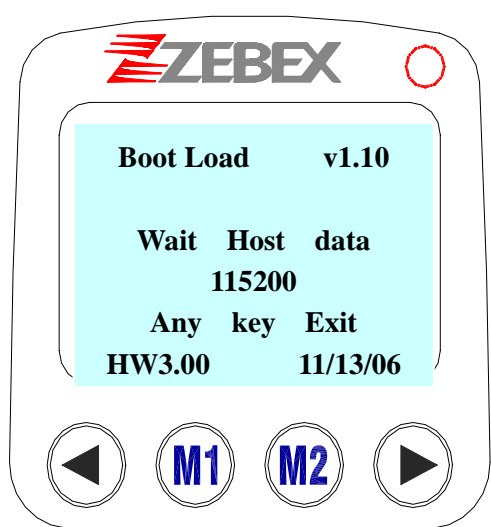 ZEBEX
Boot Load v1.10
Wait Host data
115200
Any key Exit
HW3.00 11/13/06
M1 M2